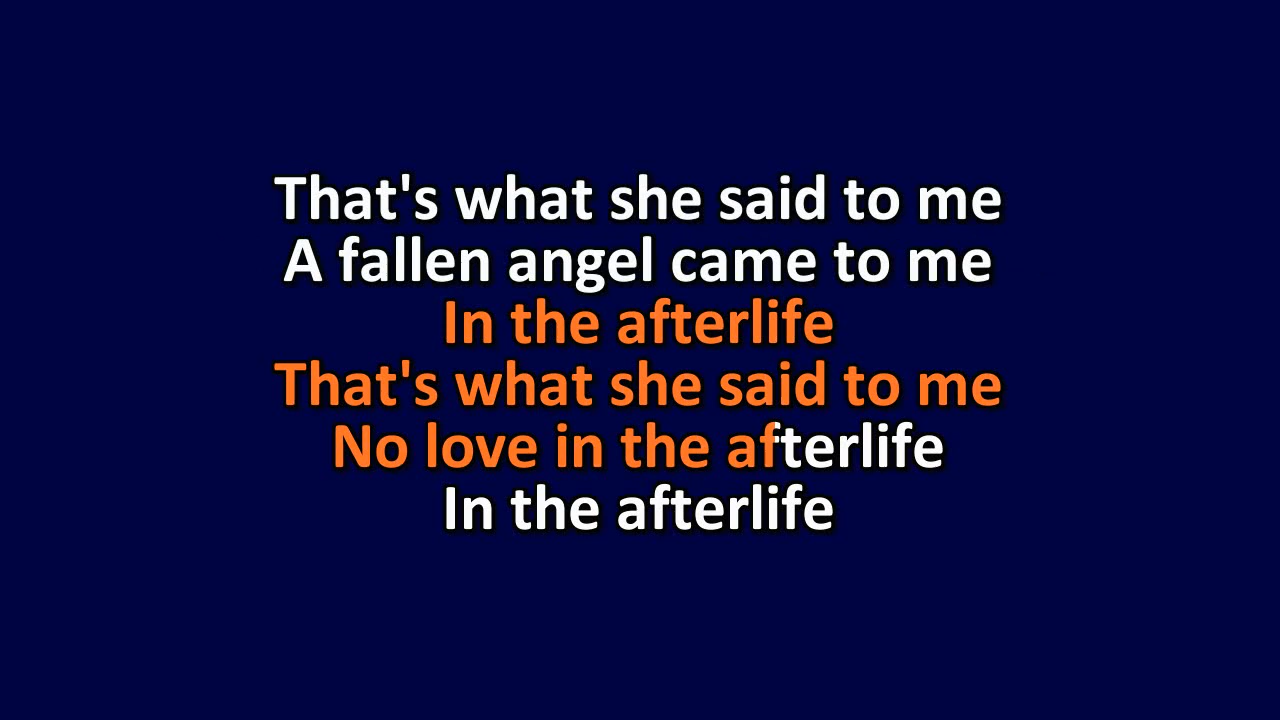 That's what she said to me
A fallen angel came to me
In the afterlife
That's what she said to me
No love in the afterlife
In the afterlife